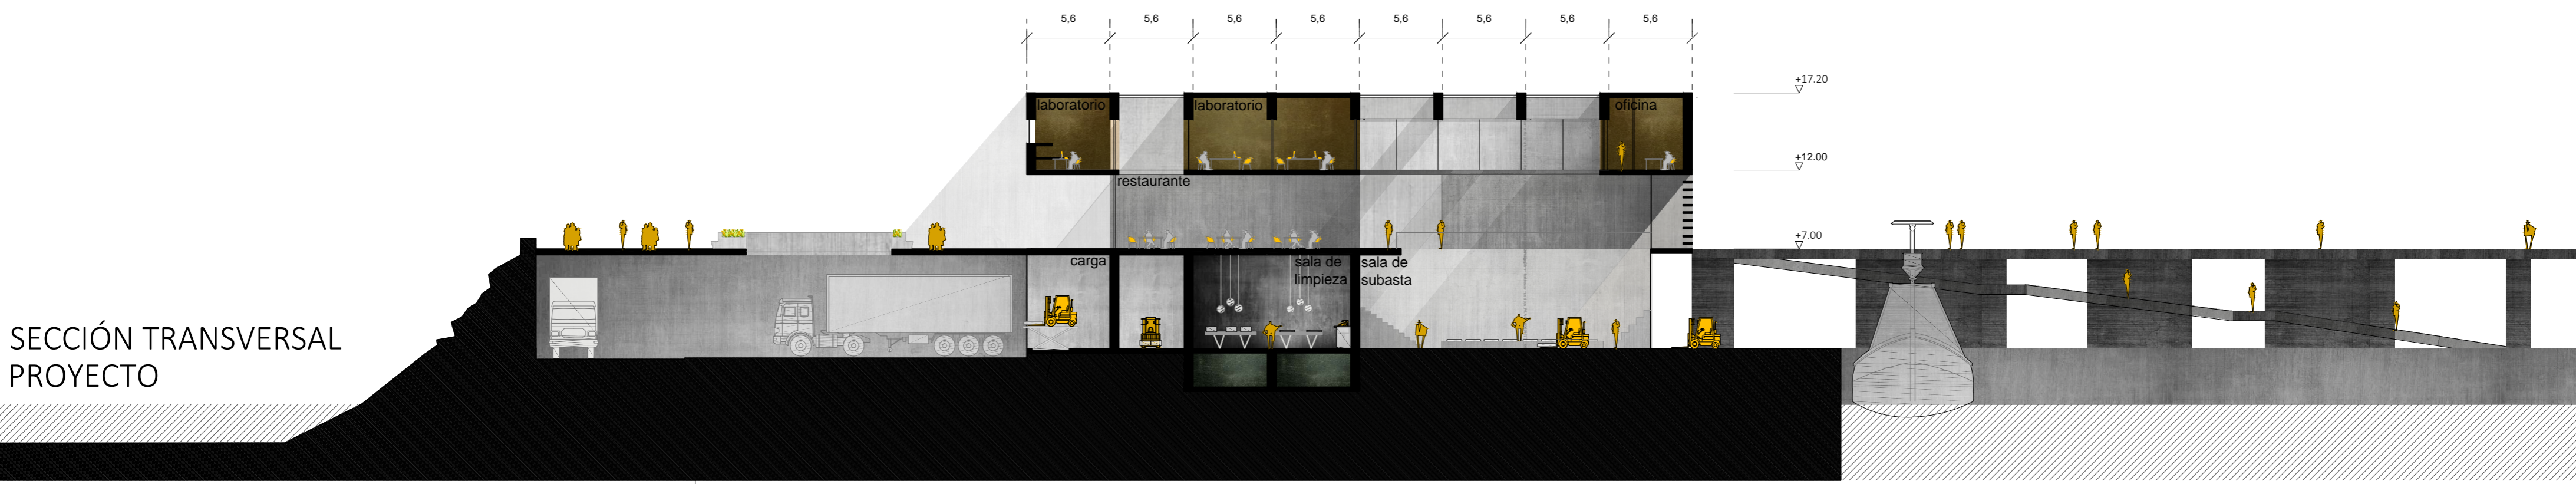 5,6 5,6 5,6 5,6 5,6 5,6 5,6 5,6
+17.20
laboratorio laboratorio oficina
+12.00
restaurante
+7.00
carga sala de sala de
limpieza subasta
SECCIÓN TRANSVERSAL
PROYECTO